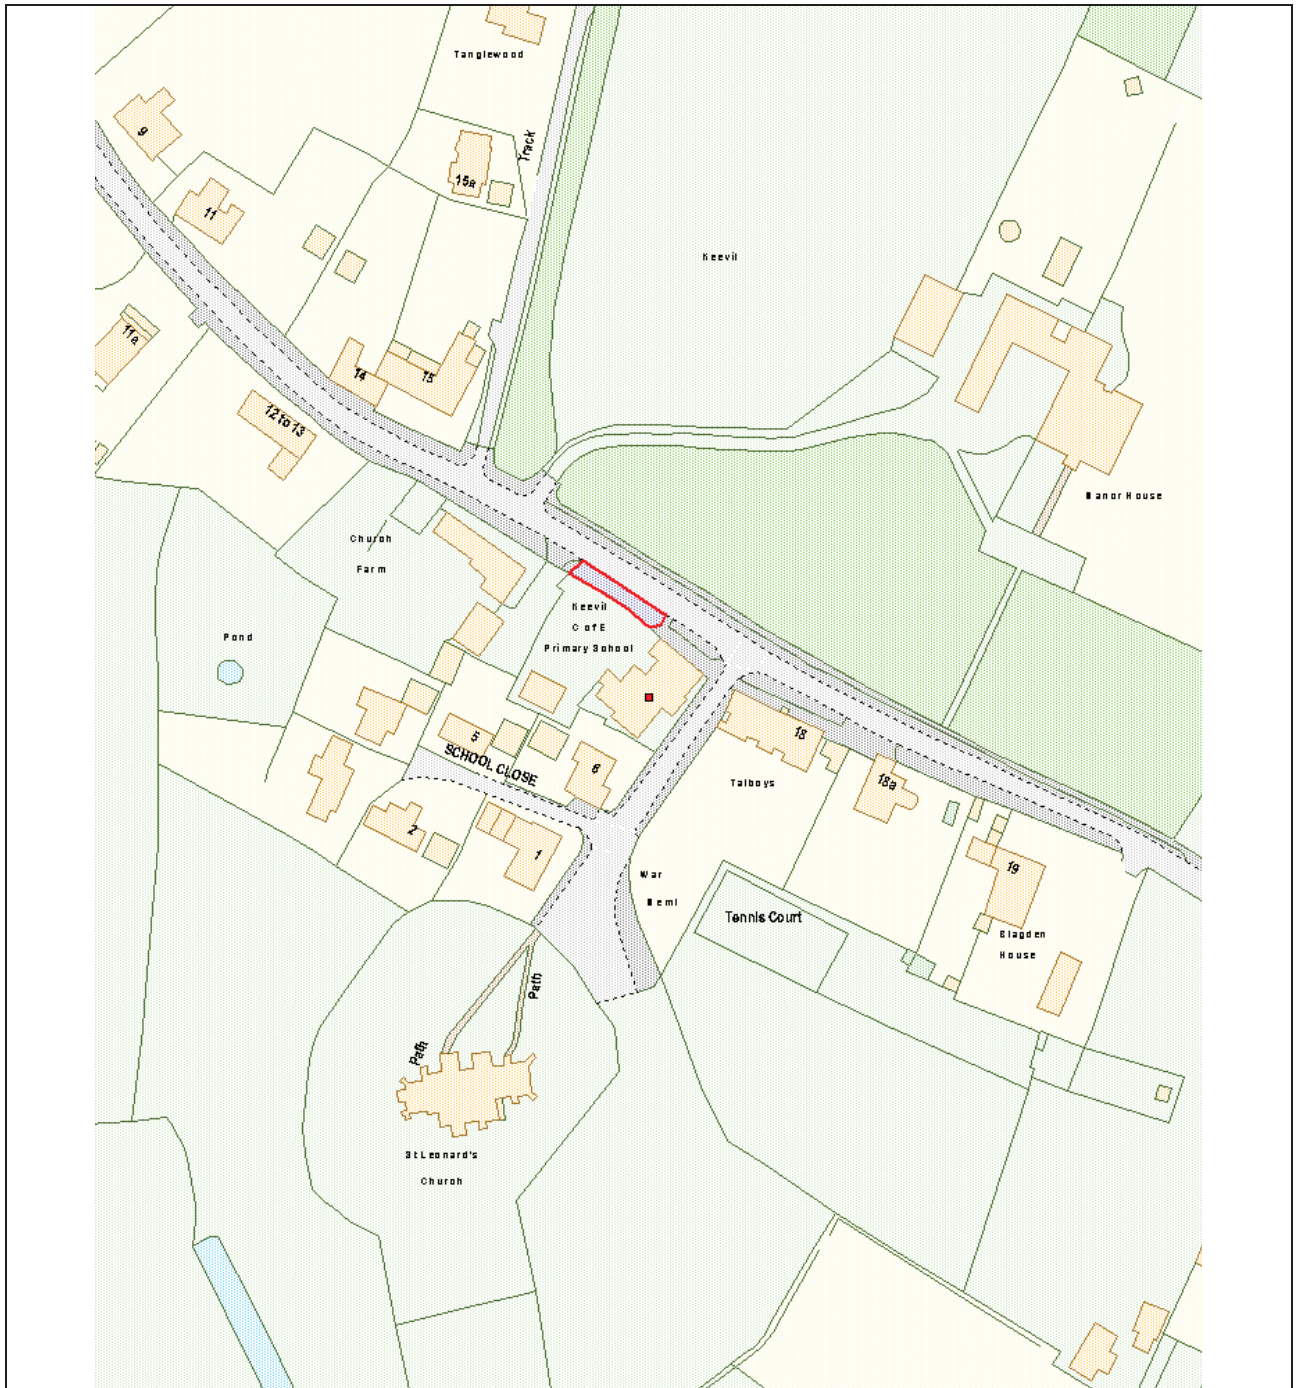 Tanglewood
Track
9
15a
11
Keevil
11a
14
15
12 to 13
Manor House
Church
Farm
Keevil
C of E
Primary School
Pond
5
SCHOOL CLOSE
6
18
Talboys
18a
2
1
19
War
Meml
Tennis Court
Blagden
House
Path
Path
St Leonard's
Church